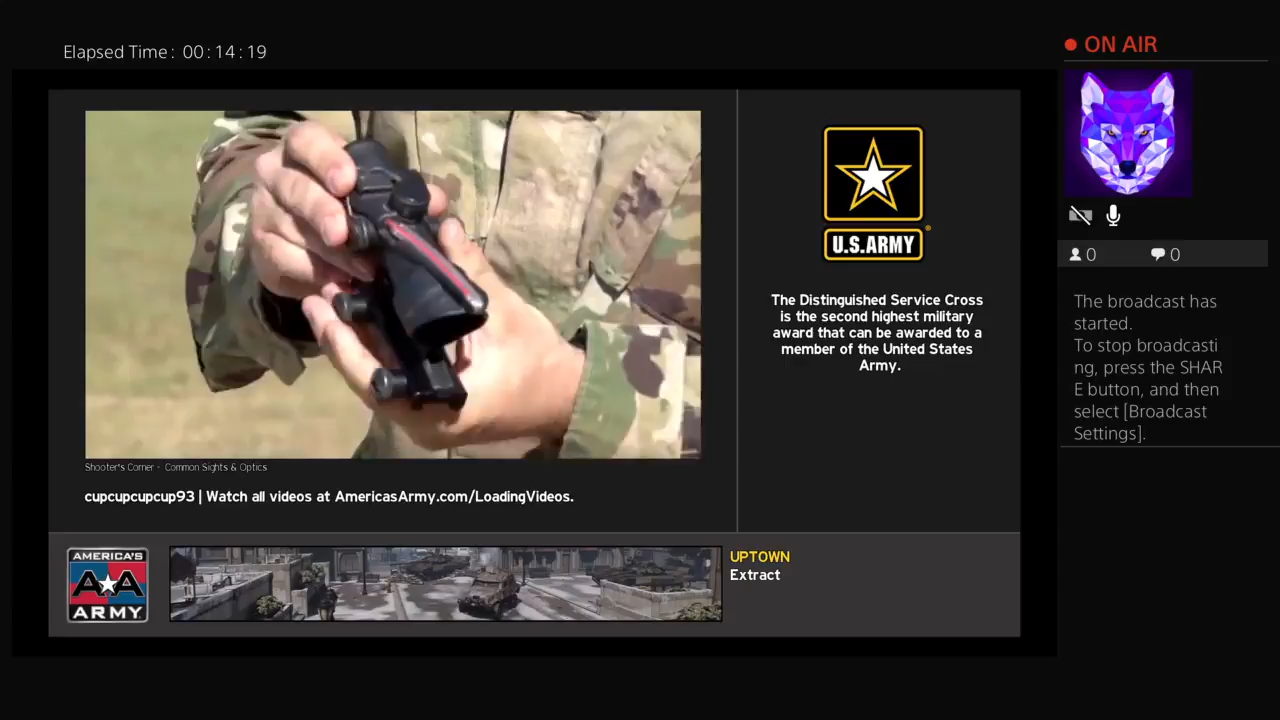 Elapsed Time: 00:14:19
ON AIR
0 0
The broadcast has
started.
To stop broadcasti
ng, press the SHAR
E button, and then
select [Broadcast
Settings].
U.S.ARMY
The Distinguished Service Cross
is the second highest military
award that can be awarded to a
member of the United States
Army.
Shooter's Corner - Common Sights & Optics
cupcupcupcup93 | Watch all videos at AmericasArmy.com/LoadingVideos.
AMERICA'S
AA
ARMY
UPTOWN
Extract